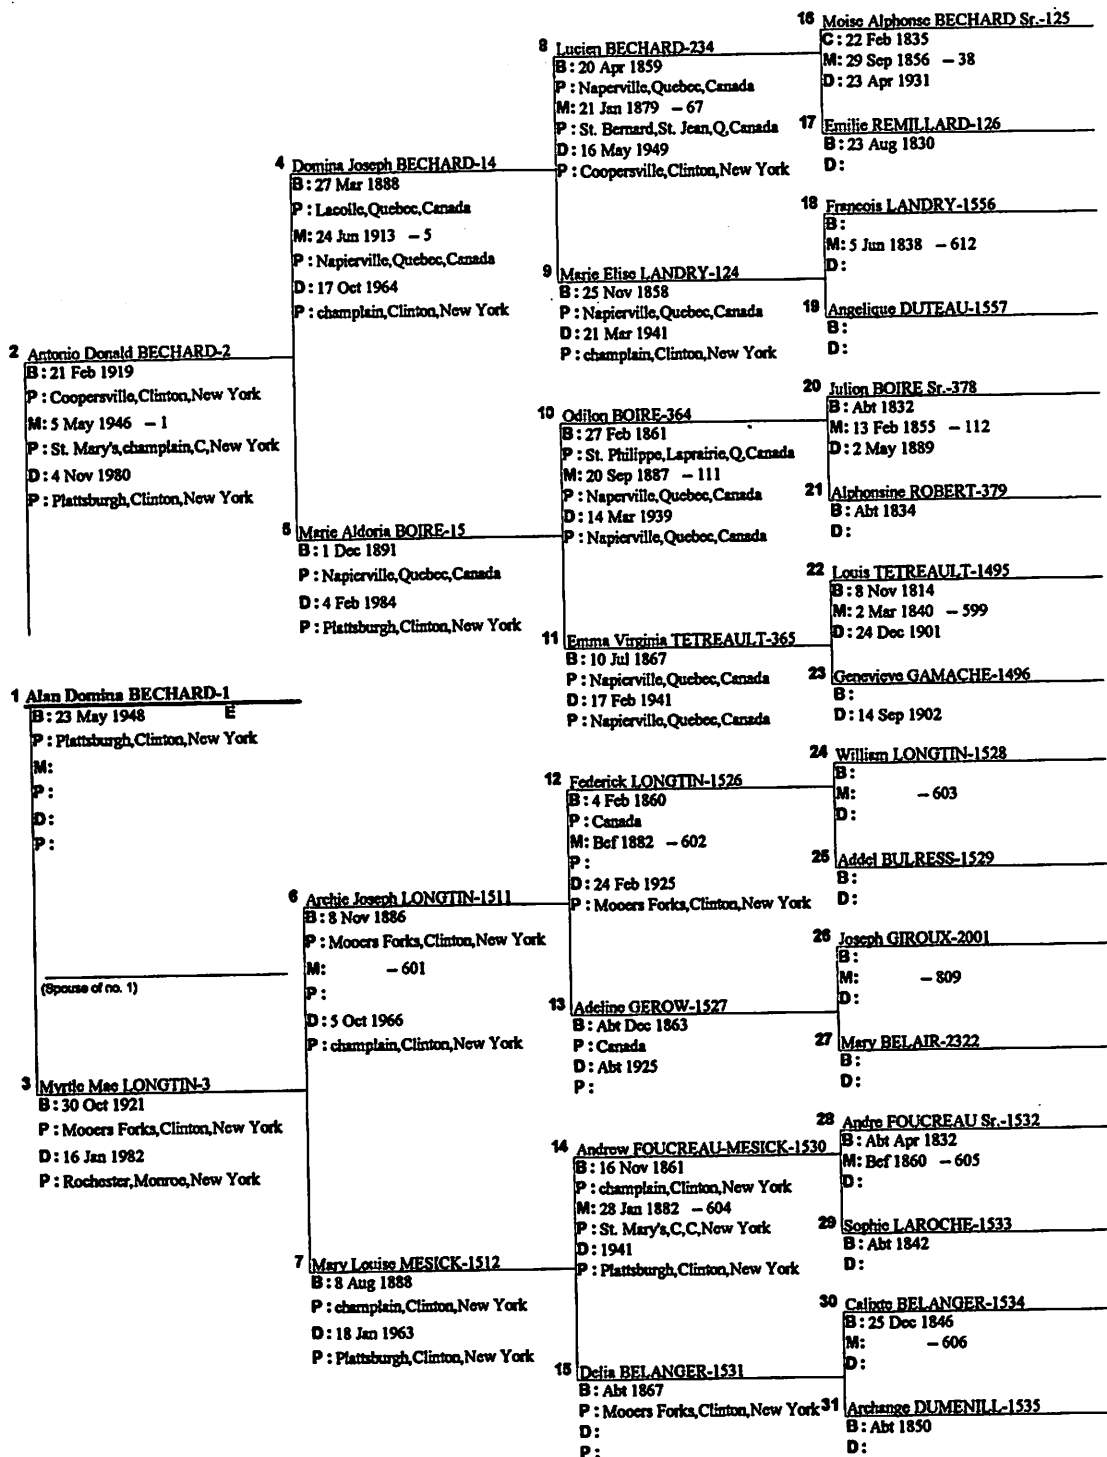 16 Moise Alphonse BECHARD Sr.-125
C: 22 Feb 1835
M: 29 Sep 1856 – 38
D: 23 Apr 1931
8 Lucien BECHARD-234
B: 20 Apr 1859
P: Naperville,Quebec,Canada
M: 21 Jan 1879 – 67
P: St. Bernard,St. Jean,Q,Canada
D: 16 May 1949
P: Coopersville,Clinton,New York
17 Emilie REMILLARD-126
B: 23 Aug 1830
D:
4 Domina Joseph BECHARD-14
B: 27 Mar 1888
P: Lacolle,Quebec,Canada
M: 24 Jun 1913 – 5
P: Napierville,Quebec,Canada
D: 17 Oct 1964
P: champlain,Clinton,New York
18 Francois LANDRY-1556
B:
M: 5 Jun 1838 – 612
D:
9 Marie Elise LANDRY-124
B: 25 Nov 1858
P: Napierville,Quebec,Canada
D: 21 Mar 1941
P: champlain,Clinton,New York
19 Angelique DUTEAU-1557
B:
D:
2 Antonio Donald BECHARD-2
B: 21 Feb 1919
P: Coopersville,Clinton,New York
M: 5 May 1946 – 1
P: St. Mary's,champlain,C,New York
D: 4 Nov 1980
P: Plattsburgh,Clinton,New York
20 Julion BOIRE Sr.-378
B: Abt 1832
M: 13 Feb 1855 – 112
D: 2 May 1889
10 Odilon BOIRE-364
B: 27 Feb 1861
P: St. Philippe,Laprairie,Q,Canada
M: 20 Sep 1887 – 111
P: Naperville,Quebec,Canada
D: 14 Mar 1939
P: Napierville,Quebec,Canada
21 Alphonsine ROBERT-379
B: Abt 1834
D:
5 Marie Aldoria BOIRE-15
B: 1 Dec 1891
P: Napierville,Quebec,Canada
D: 4 Feb 1984
P: Plattsburgh,Clinton,New York
22 Louis TETREAULT-1495
B: 8 Nov 1814
M: 2 Mar 1840 – 599
D: 24 Dec 1901
11 Emma Virginia TETREAULT-365
B: 10 Jul 1867
P: Napierville,Quebec,Canada
D: 17 Feb 1941
P: Napierville,Quebec,Canada
23 Genevieve GAMACHE-1496
B:
D: 14 Sep 1902
1 Alan Domina BECHARD-1
B: 23 May 1948 E
P: Plattsburgh,Clinton,New York
M:
P:
D:
P:
24 William LONGTIN-1528
B:
M: – 603
D:
12 Federick LONGTIN-1526
B: 4 Feb 1860
P: Canada
M: Bef 1882 – 602
P:
D: 24 Feb 1925
P: Mooers Forks,Clinton,New York
25 Addel BULRESS-1529
B:
D:
6 Archie Joseph LONGTIN-1511
B: 8 Nov 1886
P: Mooers Forks,Clinton,New York
M: – 601
P:
D: 5 Oct 1966
P: champlain,Clinton,New York
(Spouse of no. 1)
26 Joseph GIROUX-2001
B:
M: – 809
D:
13 Adeline GEROW-1527
B: Abt Dec 1863
P: Canada
D: Abt 1925
P:
27 Mary BELAIR-2322
B:
D:
3 Myrtle Mae LONGTIN-3
B: 30 Oct 1921
P: Mooers Forks,Clinton,New York
D: 16 Jan 1982
P: Rochester,Monroe,New York
28 Andre FOUCREAU Sr.-1532
B: Abt Apr 1832
M: Bef 1860 – 605
D:
14 Andrew FOUCREAU-MESICK-1530
B: 16 Nov 1861
P: champlain,Clinton,New York
M: 28 Jan 1882 – 604
P: St. Mary's,C,C,New York
D: 1941
P: Plattsburgh,Clinton,New York
29 Sophie LAROCHE-1533
B: Abt 1842
D:
7 Mary Louise MESICK-1512
B: 8 Aug 1888
P: champlain,Clinton,New York
D: 18 Jan 1963
P: Plattsburgh,Clinton,New York
30 Calixte BELANGER-1534
B: 25 Dec 1846
M: – 606
D:
15 Delia BELANGER-1531
B: Abt 1867
P: Mooers Forks,Clinton,New York
D:
P:
31 Archange DUMENILL-1535
B: Abt 1850
D: